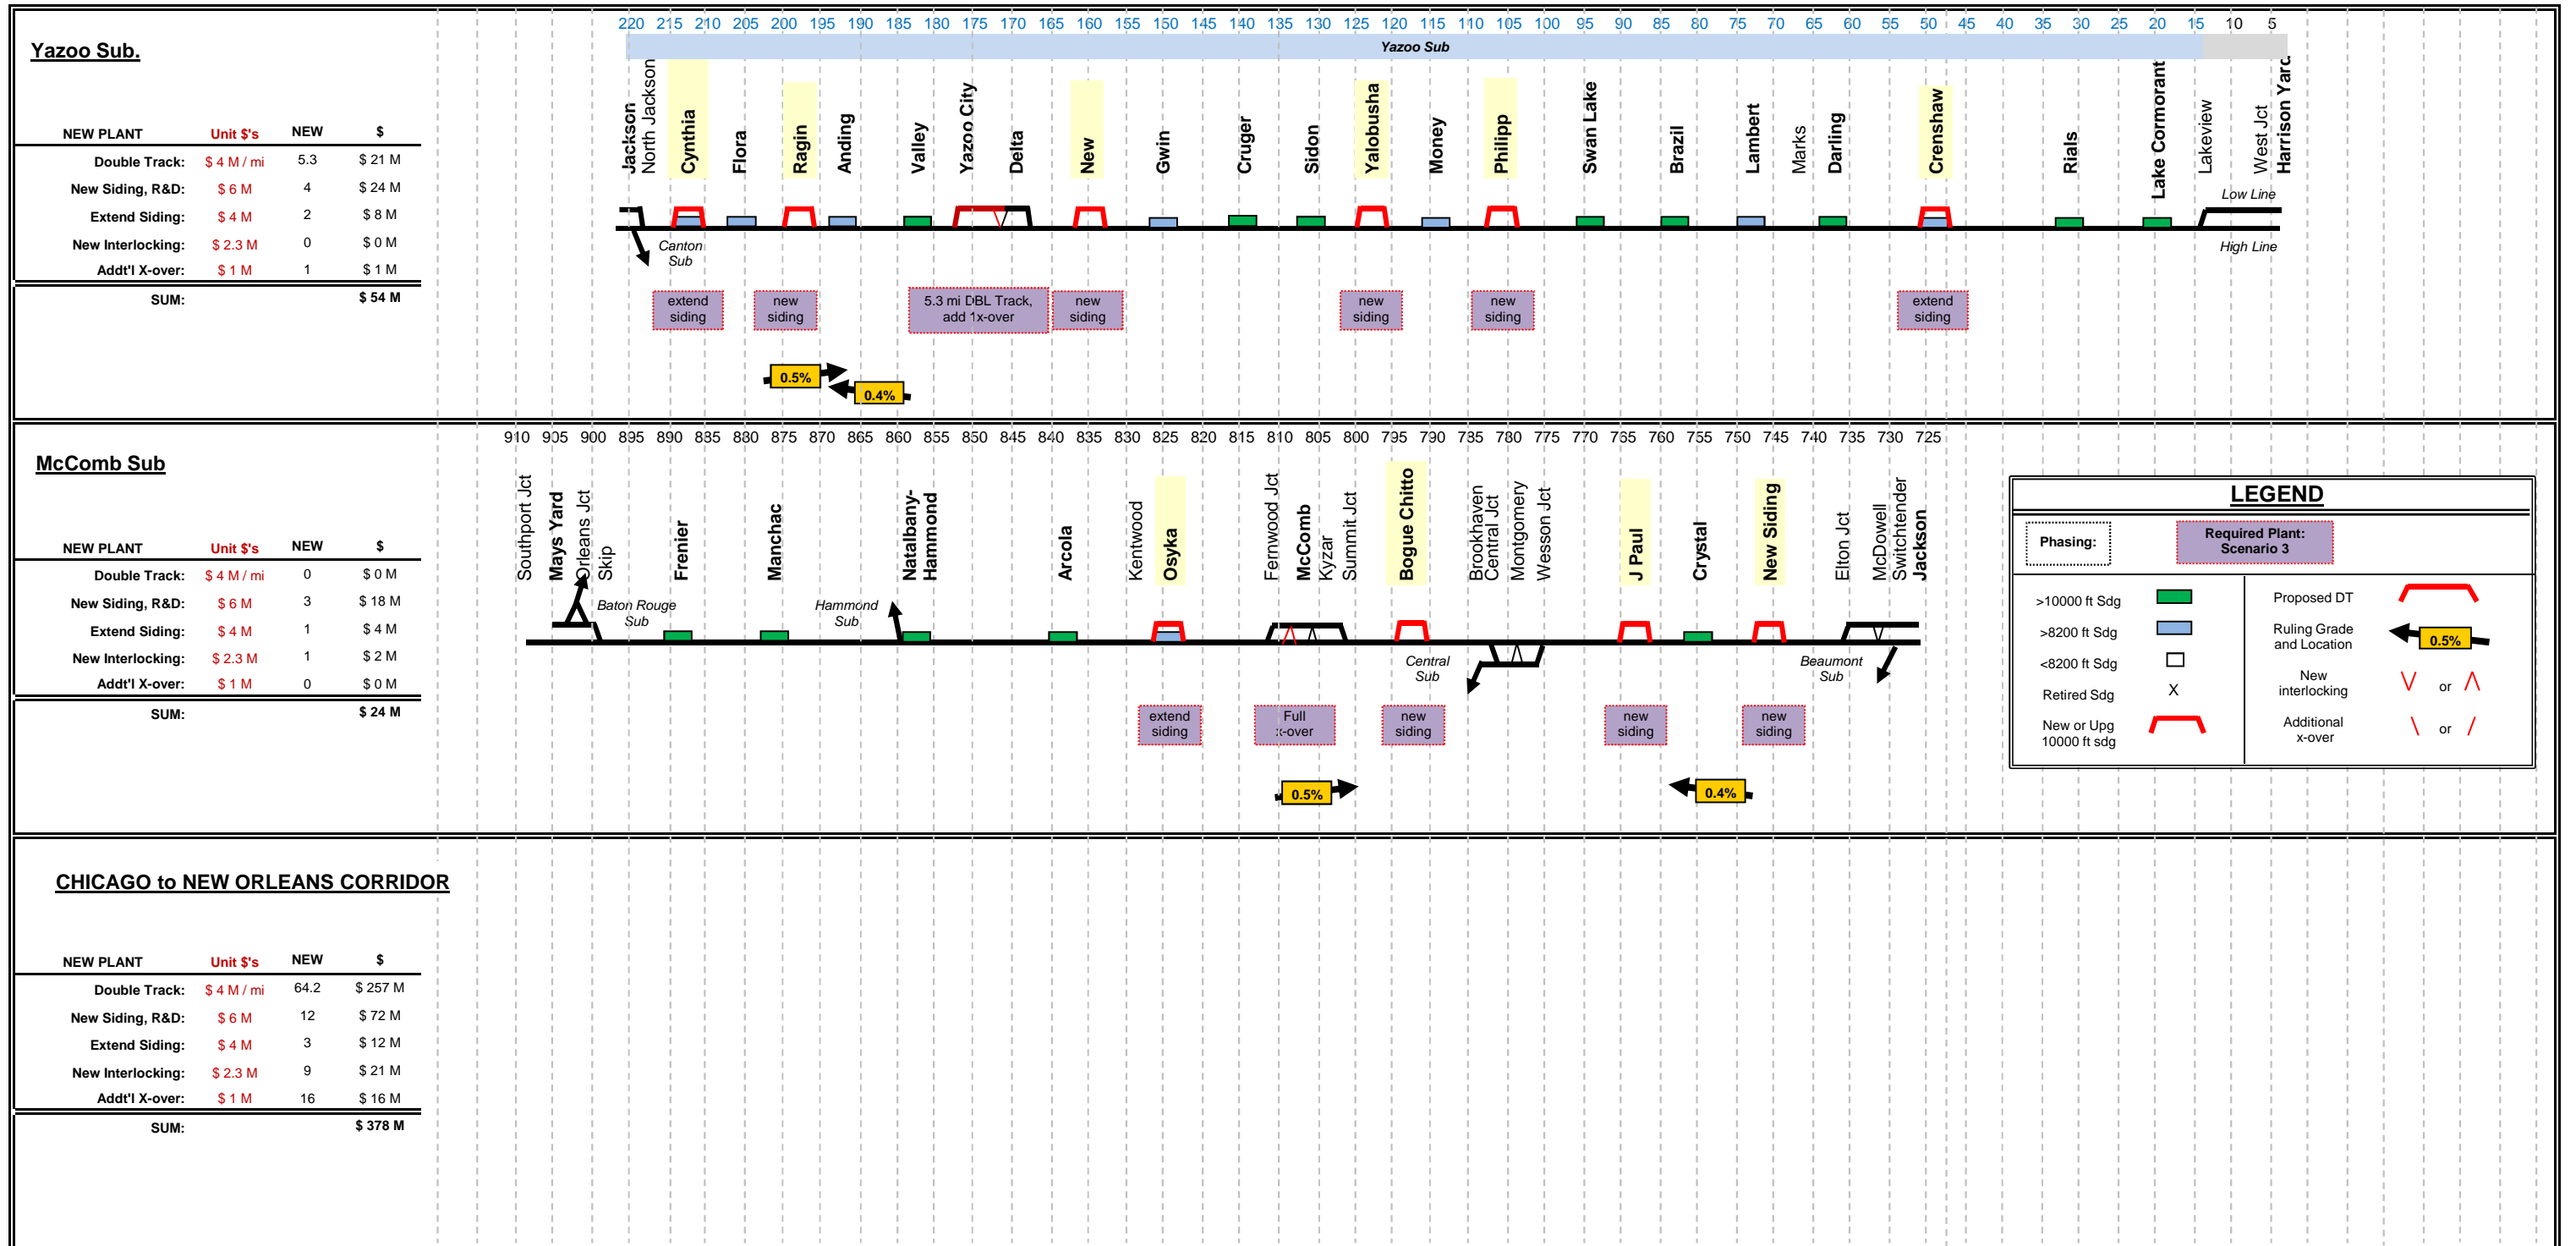 220 215 210 205 200 195 190 185 180 175 170 165 160 155 150 145 140 135 130 125 120 115 110 105 100 95 90 85 80 75 70 65 60 55 50 45 40 35 30 25 20 15 10 5
Yazoo Sub
Yazoo Sub.
Jackson
North Jackson
Cynthia
Flora
Ragin
Anding
Valley
Yazoo City
Delta
New
Gwin
Cruger
Sidon
Yalobusha
Money
Philipp
Swan Lake
Brazil
Lambert
Marks
Darling
Crenshaw
Rials
Lake Cormorant
Lakeview
West Jct
Harrison Yard
NEW PLANT Unit $'s NEW $
Double Track: $ 4 M / mi 5.3 $ 21 M
New Siding, R&D: $ 6 M 4 $ 24 M
Extend Siding: $ 4 M 2 $ 8 M
New Interlocking: $ 2.3 M 0 $ 0 M
Addt'l X-over: $ 1 M 1 $ 1 M
SUM: $ 54 M
Low Line
High Line
Canton
Sub
extend
siding
new
siding
5.3 mi DBL Track,
add 1x-over
new
siding
new
siding
new
siding
extend
siding
0.5%
0.4%
910 905 900 895 890 885 880 875 870 865 860 855 850 845 840 835 830 825 820 815 810 805 800 795 790 735 780 775 770 765 760 755 750 745 740 735 730 725
McComb Sub
Southport Jct
Mays Yard
Orleans Jct
Skip
Frenier
Manchac
Natalbany-
Hammond
Arcola
Kentwood
Osyka
Fernwood Jct
McComb
Kyzar
Summit Jct
Bogue Chitto
Brookhaven
Central Jct
Montgomery
Wesson Jct
J Paul
Crystal
New Siding
Elton Jct
McDowell
Switchtender
Jackson
NEW PLANT Unit $'s NEW $
Double Track: $ 4 M / mi 0 $ 0 M
New Siding, R&D: $ 6 M 3 $ 18 M
Extend Siding: $ 4 M 1 $ 4 M
New Interlocking: $ 2.3 M 1 $ 2 M
Addt'l X-over: $ 1 M 0 $ 0 M
SUM: $ 24 M
Baton Rouge
Sub
Hammond
Sub
Central
Sub
Beaumont
Sub
extend
siding
Full
x-over
new
siding
new
siding
new
siding
0.5%
0.4%
LEGEND
Phasing:
Required Plant:
Scenario 3
>10000 ft Sdg
>8200 ft Sdg
<8200 ft Sdg
Retired Sdg X
New or Upg
10000 ft sdg
Proposed DT
Ruling Grade
and Location
0.5%
New
interlocking
or
Additional
x-over
or
CHICAGO to NEW ORLEANS CORRIDOR
NEW PLANT Unit $'s NEW $
Double Track: $ 4 M / mi 64.2 $ 257 M
New Siding, R&D: $ 6 M 12 $ 72 M
Extend Siding: $ 4 M 3 $ 12 M
New Interlocking: $ 2.3 M 9 $ 21 M
Addt'l X-over: $ 1 M 16 $ 16 M
SUM: $ 378 M